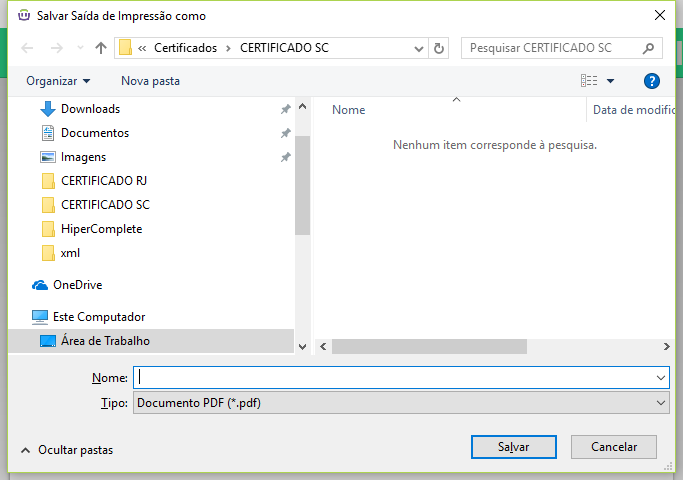 Salvar Saída de Impressão como
« Certificados › CERTIFICADO SC
Pesquisar CERTIFICADO SC
Organizar
Nova pasta
?
Downloads
Documentos
Imagens
CERTIFICADO RJ
CERTIFICADO SC
HiperComplete
xml
OneDrive
Este Computador
Área de Trabalho
Nome
Data de modific
Nenhum item corresponde à pesquisa.
Nome:
Tipo: Documento PDF (*.pdf)
Ocultar pastas
Salvar
Cancelar